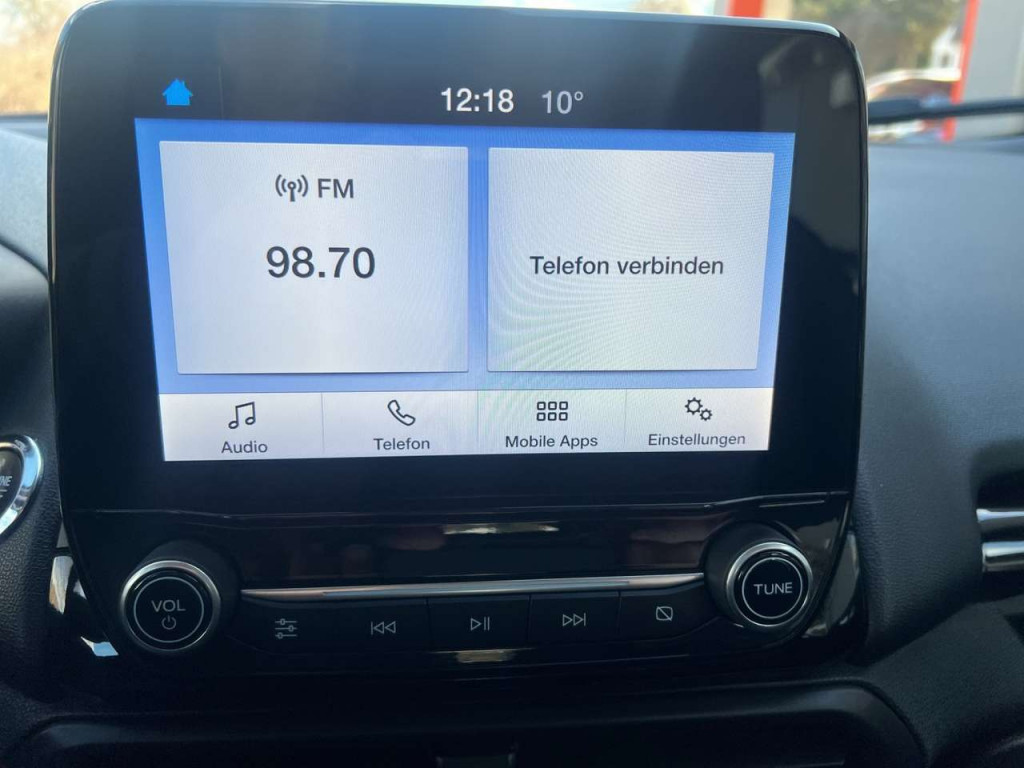 12:18 10°
FM
98.70
Telefon verbinden
Audio
Telefon
Mobile Apps
Einstellungen
VOL
TUNE